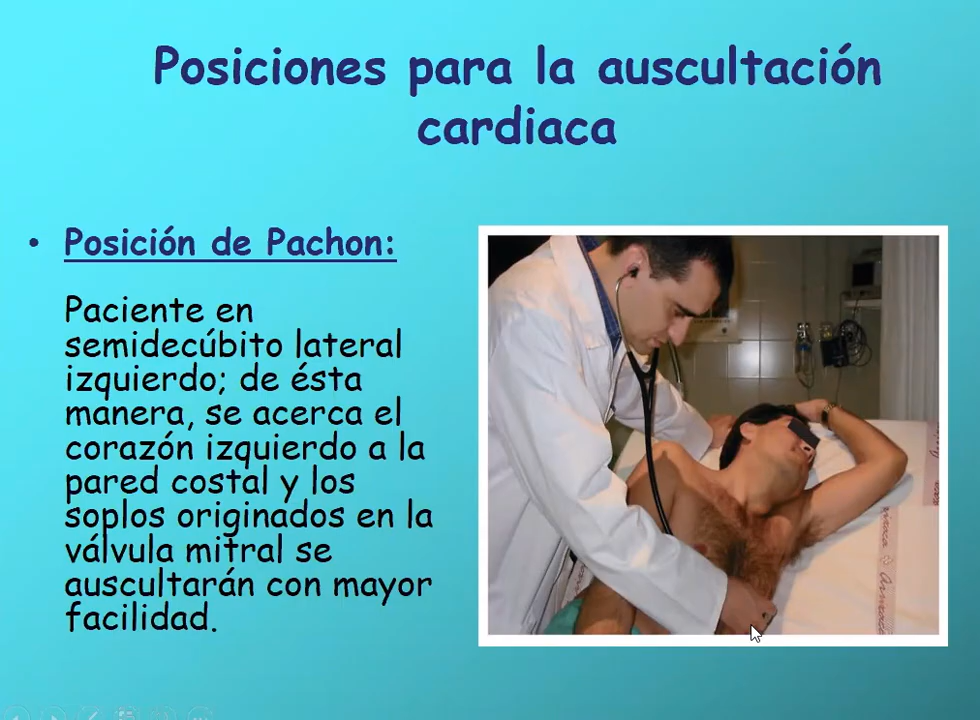 Posiciones para la auscultación
cardiaca
• Posición de Pachon:
Paciente en
semidecúbito lateral
izquierdo; de ésta
manera, se acerca el
corazón izquierdo a la
pared costal y los
soplos originados en la
válvula mitral se
auscultarán con mayor
facilidad.